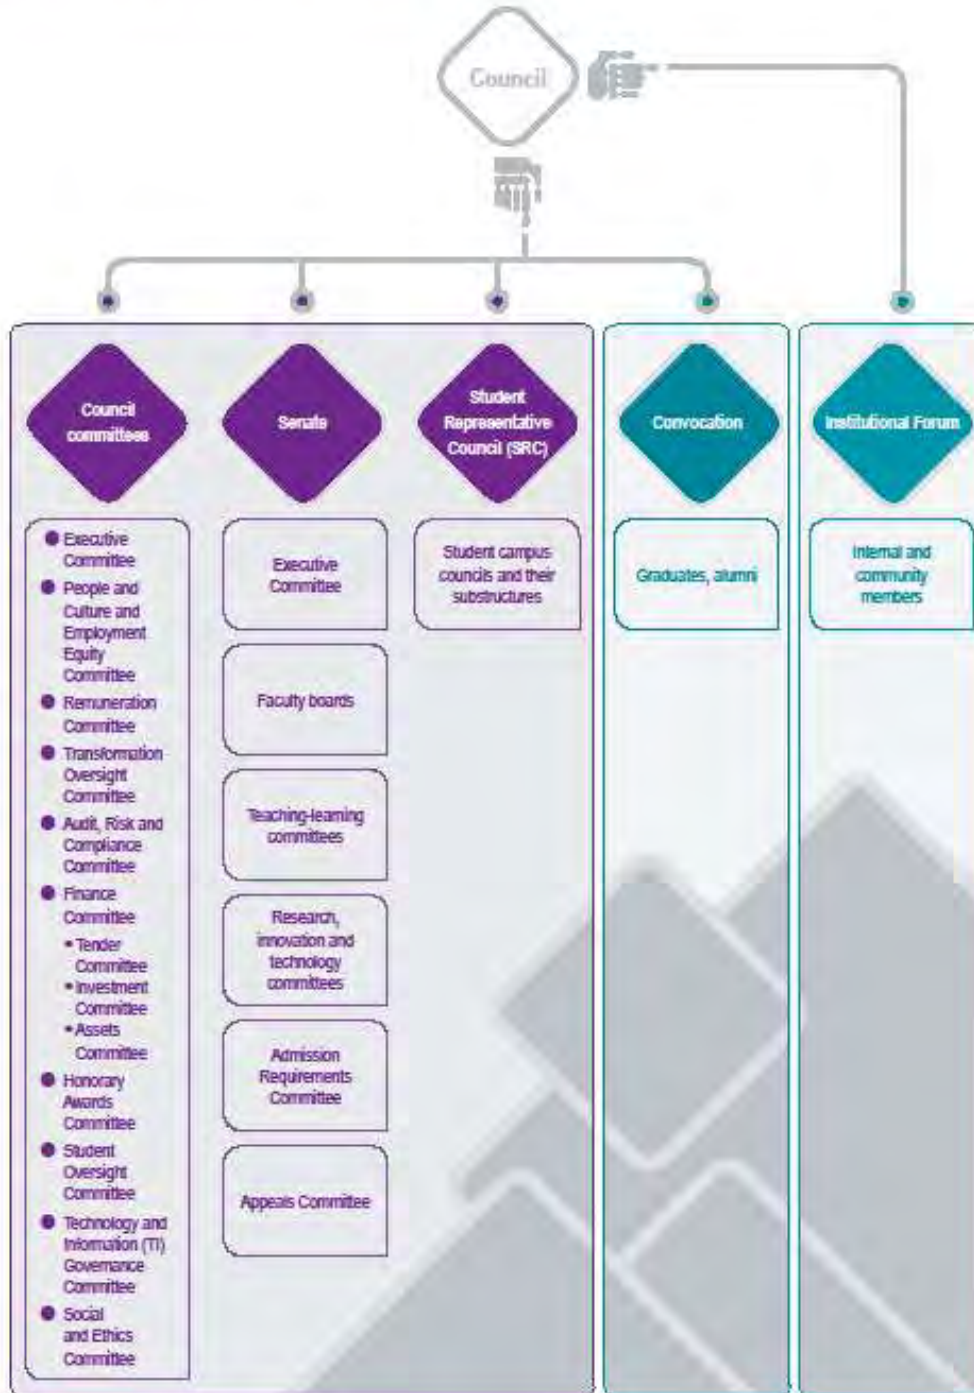 Council
Council
committees
Senate
Student
Representative
Council (SRC)
Convocation
Institutional Forum
Executive
Committee
People and
Culture and
Employment
Equity
Committee
Remuneration
Committee
Transformation
Oversight
Committee
Audit, Risk and
Compliance
Committee
Finance
Committee
• Tender
Committee
• Investment
Committee
• Assets
Committee
Honorary
Awards
Committee
Student
Oversight
Committee
Technology and
Information (TI)
Governance
Committee
Social
and Ethics
Committee
Executive
Committee
Faculty boards
Teaching-learning
committees
Research,
innovation and
technology
committees
Admission
Requirements
Committee
Appeals Committee
Student campus
councils and their
substructures
Graduates, alumni
Internal and
community
members